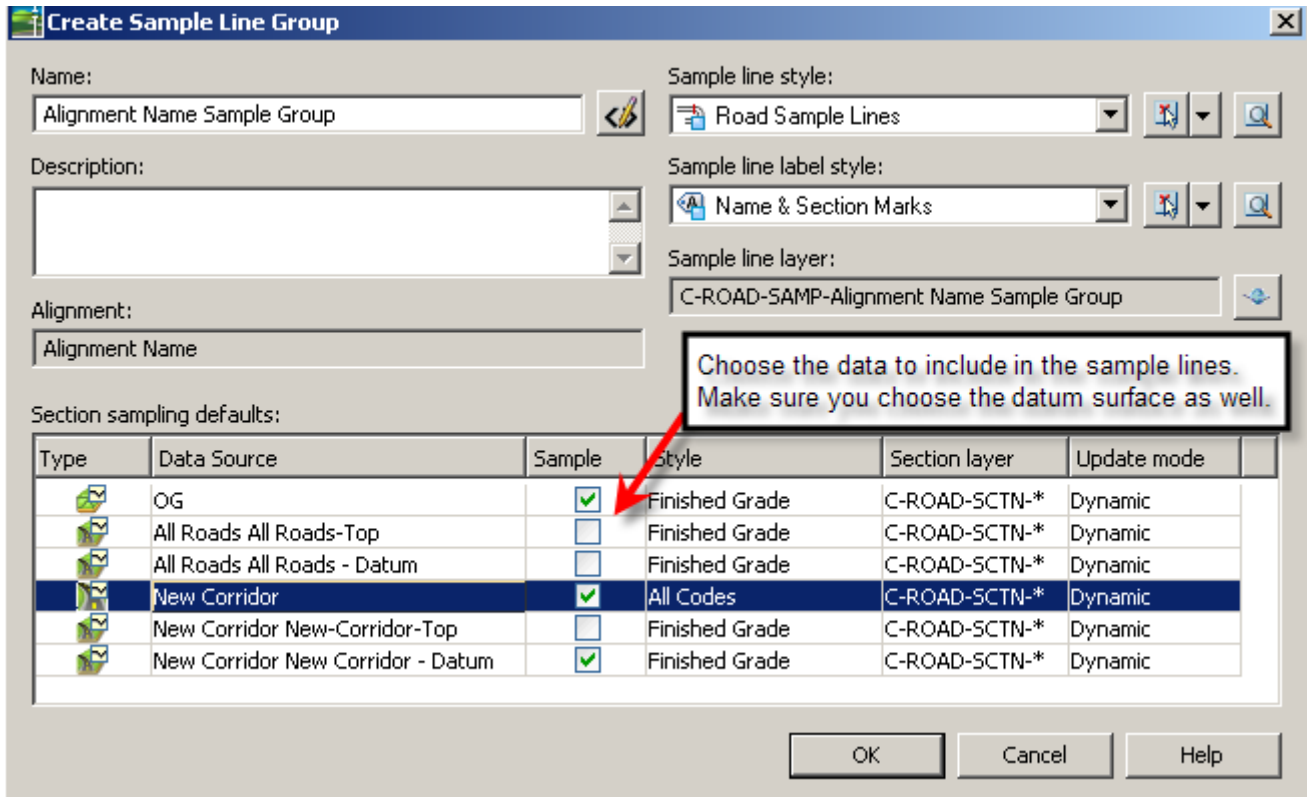 Create Sample Line Group
Name:
Alignment Name Sample Group
Description:
Alignment:
Alignment Name
Sample line style:
Road Sample Lines
Sample line label style:
Name & Section Marks
Sample line layer:
C-ROAD-SAMP-Alignment Name Sample Group
Choose the data to include in the sample lines.
Make sure you choose the datum surface as well.
Section sampling defaults:
Type Data Source Sample Style Section layer Update mode
OG Finished Grade C-ROAD-SCTN-* Dynamic
All Roads All Roads-Top Finished Grade C-ROAD-SCTN-* Dynamic
All Roads All Roads - Datum Finished Grade C-ROAD-SCTN-* Dynamic
New Corridor All Codes C-ROAD-SCTN-* Dynamic
New Corridor New-Corridor-Top Finished Grade C-ROAD-SCTN-* Dynamic
New Corridor New Corridor - Datum Finished Grade C-ROAD-SCTN-* Dynamic
OK Cancel Help